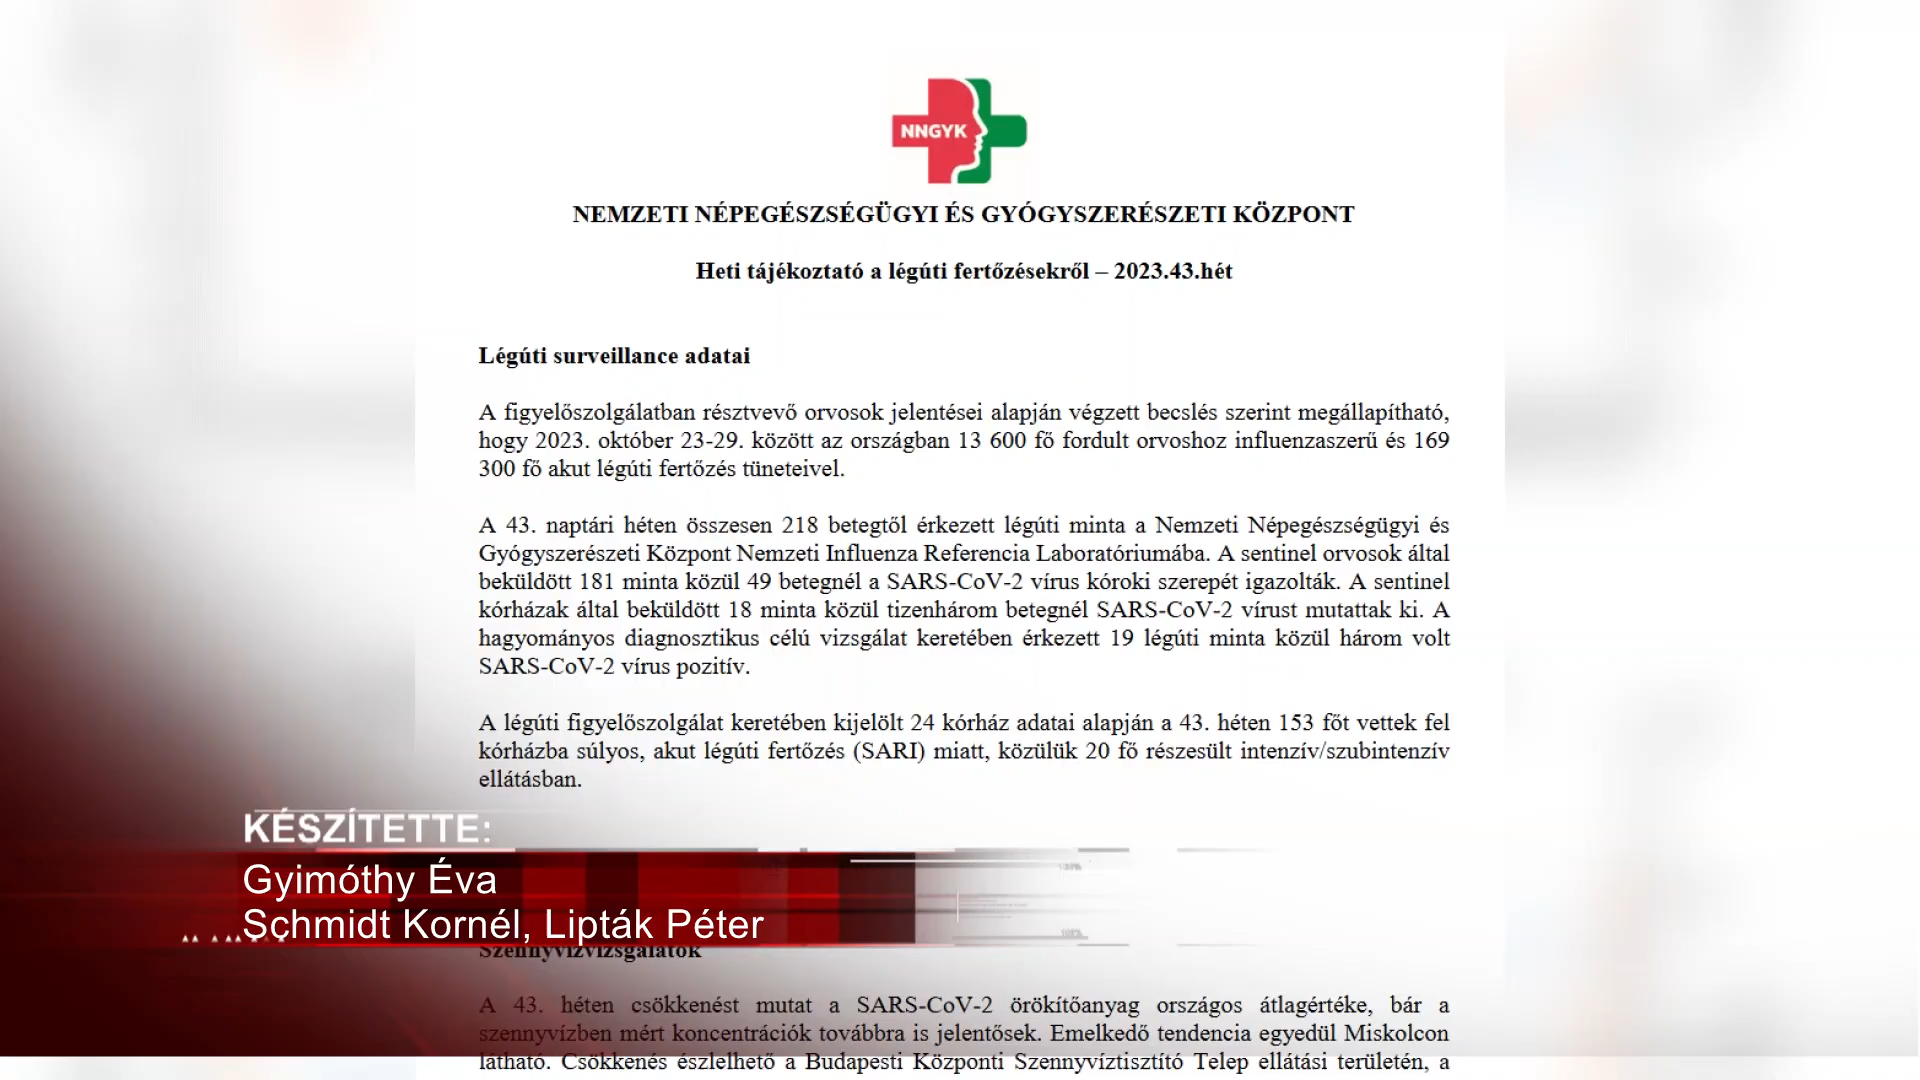 NNGYK
NEMZETI NÉPEGÉSZSÉGÜGYI ÉS GYÓGYSZERÉSZETI KÖZPONT
Heti tájékoztató a légúti fertőzésekről – 2023.43.hét
Légúti surveillance adatai
A figyelőszolgálatban résztvevő orvosok jelentései alapján végzett becslés szerint megállapítható,
hogy 2023. október 23-29. között az országban 13 600 fő fordult orvoshoz influenzaszerű és 169
300 fő akut légúti fertőzés tüneteivel.
A 43. naptári héten összesen 218 betegtől érkezett légúti minta a Nemzeti Népegészségügyi és
Gyógyszerészeti Központ Nemzeti Influenza Referencia Laboratóriumába. A sentinel orvosok által
beküldött 181 minta közül 49 betegnél a SARS-CoV-2 vírus kóroki szerepét igazolták. A sentinel
kórházak által beküldött 18 minta közül tizenhárom betegnél SARS-CoV-2 vírust mutattak ki. A
hagyományos diagnosztikus célú vizsgálat keretében érkezett 19 légúti minta közül három volt
SARS-CoV-2 vírus pozitív.
A légúti figyelőszolgálat keretében kijelölt 24 kórház adatai alapján a 43. héten 153 főt vettek fel
kórházba súlyos, akut légúti fertőzés (SARI) miatt, közülük 20 fő részesült intenzív/szubintenzív
ellátásban.
KÉSZÍTETTE:
Gyimóthy Éva
Schmidt Kornél, Lipták Péter
Szennyvízvizsgálatok
A 43. héten csökkenést mutat a SARS-CoV-2 örökítőanyag országos átlagértéke, bár a
szennyvízben mért koncentrációk továbbra is jelentősek. Emelkedő tendencia egyedül Miskolcon
látható. Csökkenés észlelhető a Budapesti Központi Szennyvíztisztító Telep ellátási területén, a